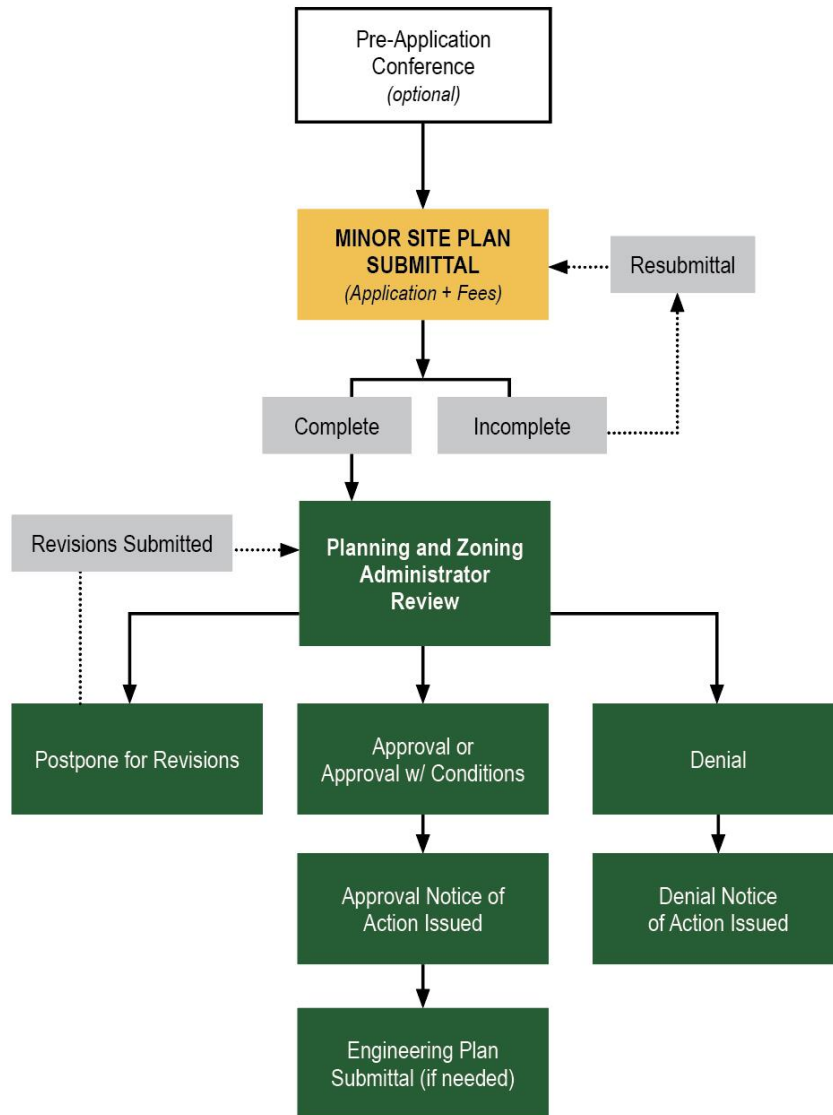 Pre-Application
Conference
(optional)
MINOR SITE PLAN
SUBMITTAL
(Application + Fees)
Resubmittal
Complete
Incomplete
Revisions Submitted
Planning and Zoning
Administrator
Review
Postpone for Revisions
Approval or
Approval w/ Conditions
Denial
Approval Notice of
Action Issued
Denial Notice
of Action Issued
Engineering Plan
Submittal (if needed)